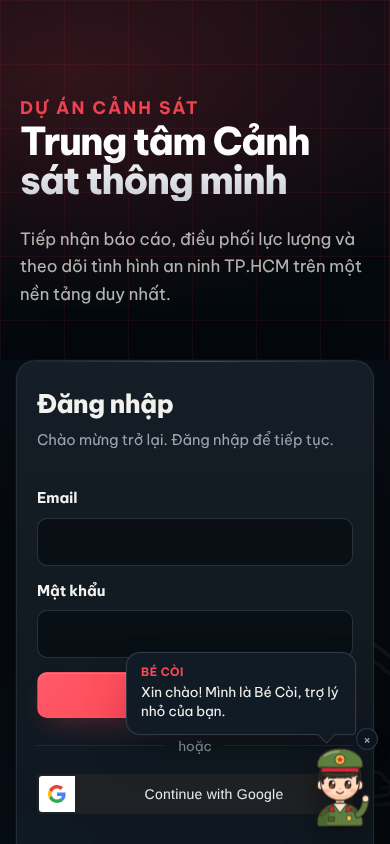 DỰ ÁN CẢNH SÁT
Trung tâm Cảnh
sát thông minh
Tiếp nhận báo cáo, điều phối lực lượng và
theo dõi tình hình an ninh TP.HCM trên một
nền tảng duy nhất.
Đăng nhập
Chào mừng trở lại. Đăng nhập để tiếp tục.
Email
Mật khẩu
BÉ CÒI
Xin chào! Mình là Bé Còi, trợ lý
nhỏ của bạn.
×
hoặc
Continue with Google